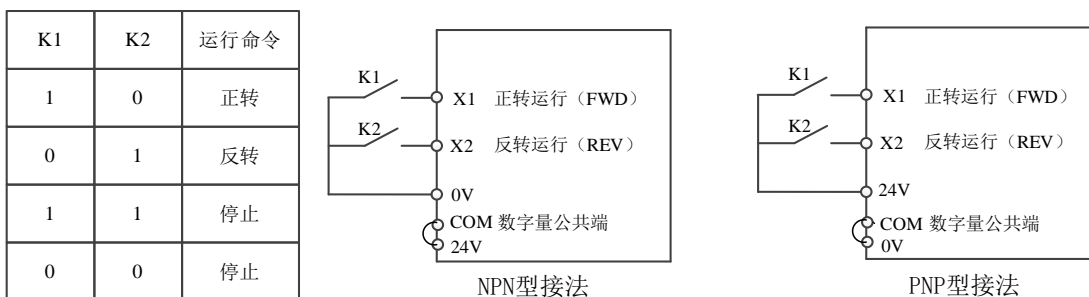 K1 K2 运行命令
1 0 正转
0 1 反转
1 1 停止
0 0 停止
K1
X1 正转运行（FWD）
K2
X2 反转运行（REV）
0V
COM 数字量公共端
24V
NPN型接法
K1
X1 正转运行（FWD）
K2
X2 反转运行（REV）
24V
COM 数字量公共端
0V
PNP型接法